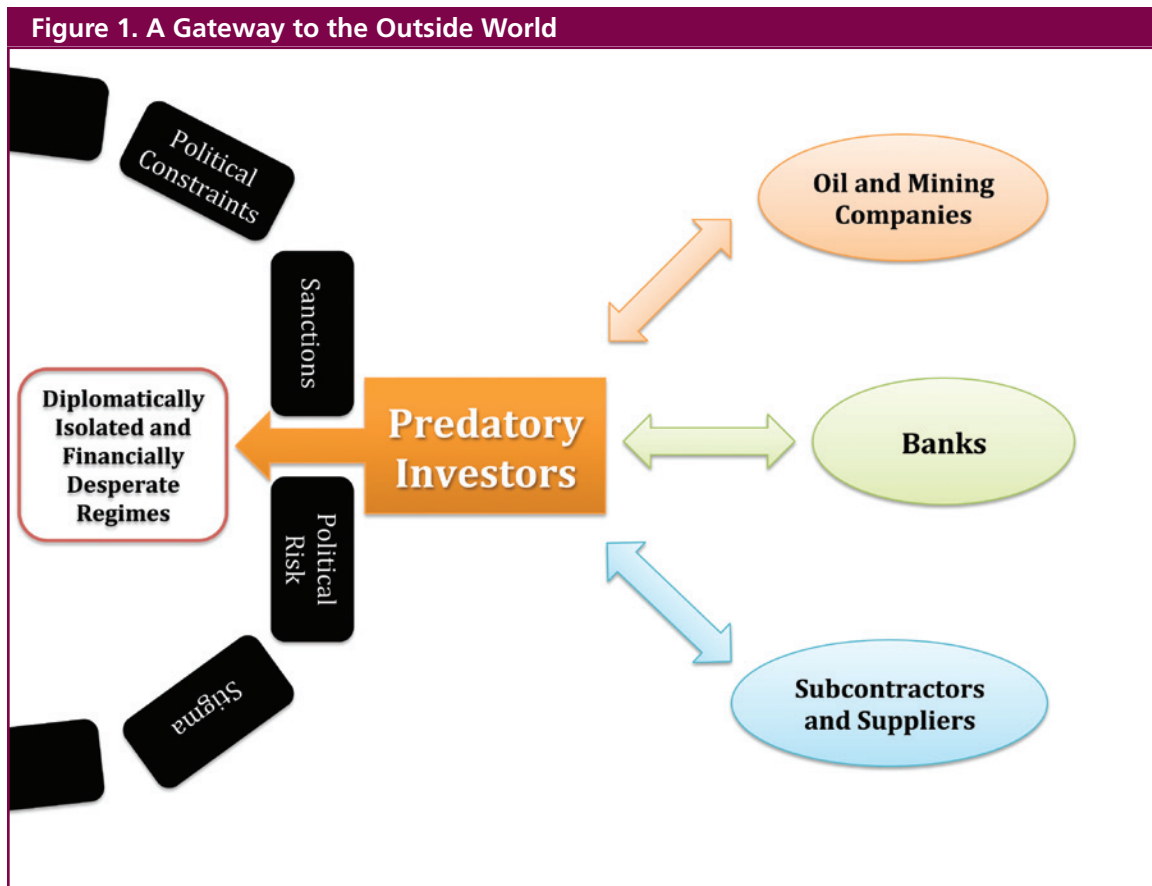 Figure 1. A Gateway to the Outside World
Political
Constraints
Sanctions
Diplomatically
Isolated and
Financially
Desperate
Regimes
Predatory
Investors
Political
Risk
Stigma
Oil and Mining
Companies
Banks
Subcontractors
and Suppliers